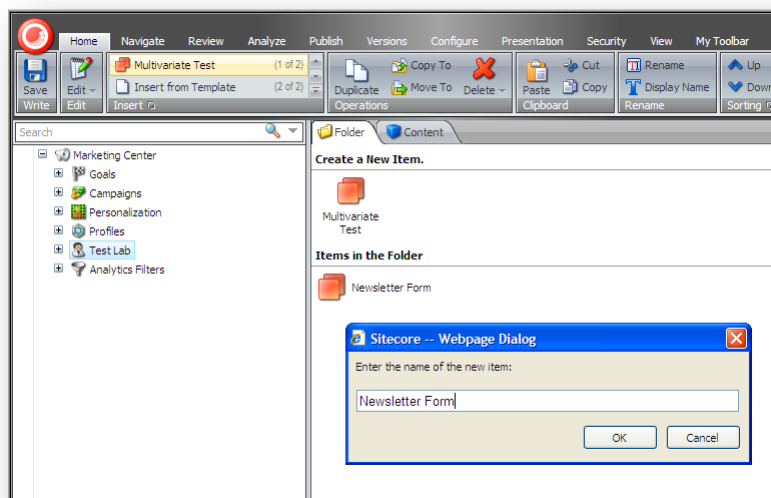 Home Navigate Review Analyze Publish Versions Configure Presentation Security View My Toolbar
Save
Write
Edit
Edit
Multivariate Test (1 of 2)
Insert from Template (2 of 2)
Insert
Duplicate
Copy To
Move To
Delete
Operations
Paste
Cut
Copy
Clipboard
Rename
Display Name
Rename
Up
Down
Sorting
Search
Marketing Center
Goals
Campaigns
Personalization
Profiles
Test Lab
Analytics Filters
Folder Content
Create a New Item.
Multivariate
Test
Items in the Folder
Newsletter Form
Sitecore -- Webpage Dialog
Enter the name of the new item:
Newsletter Form
OK Cancel